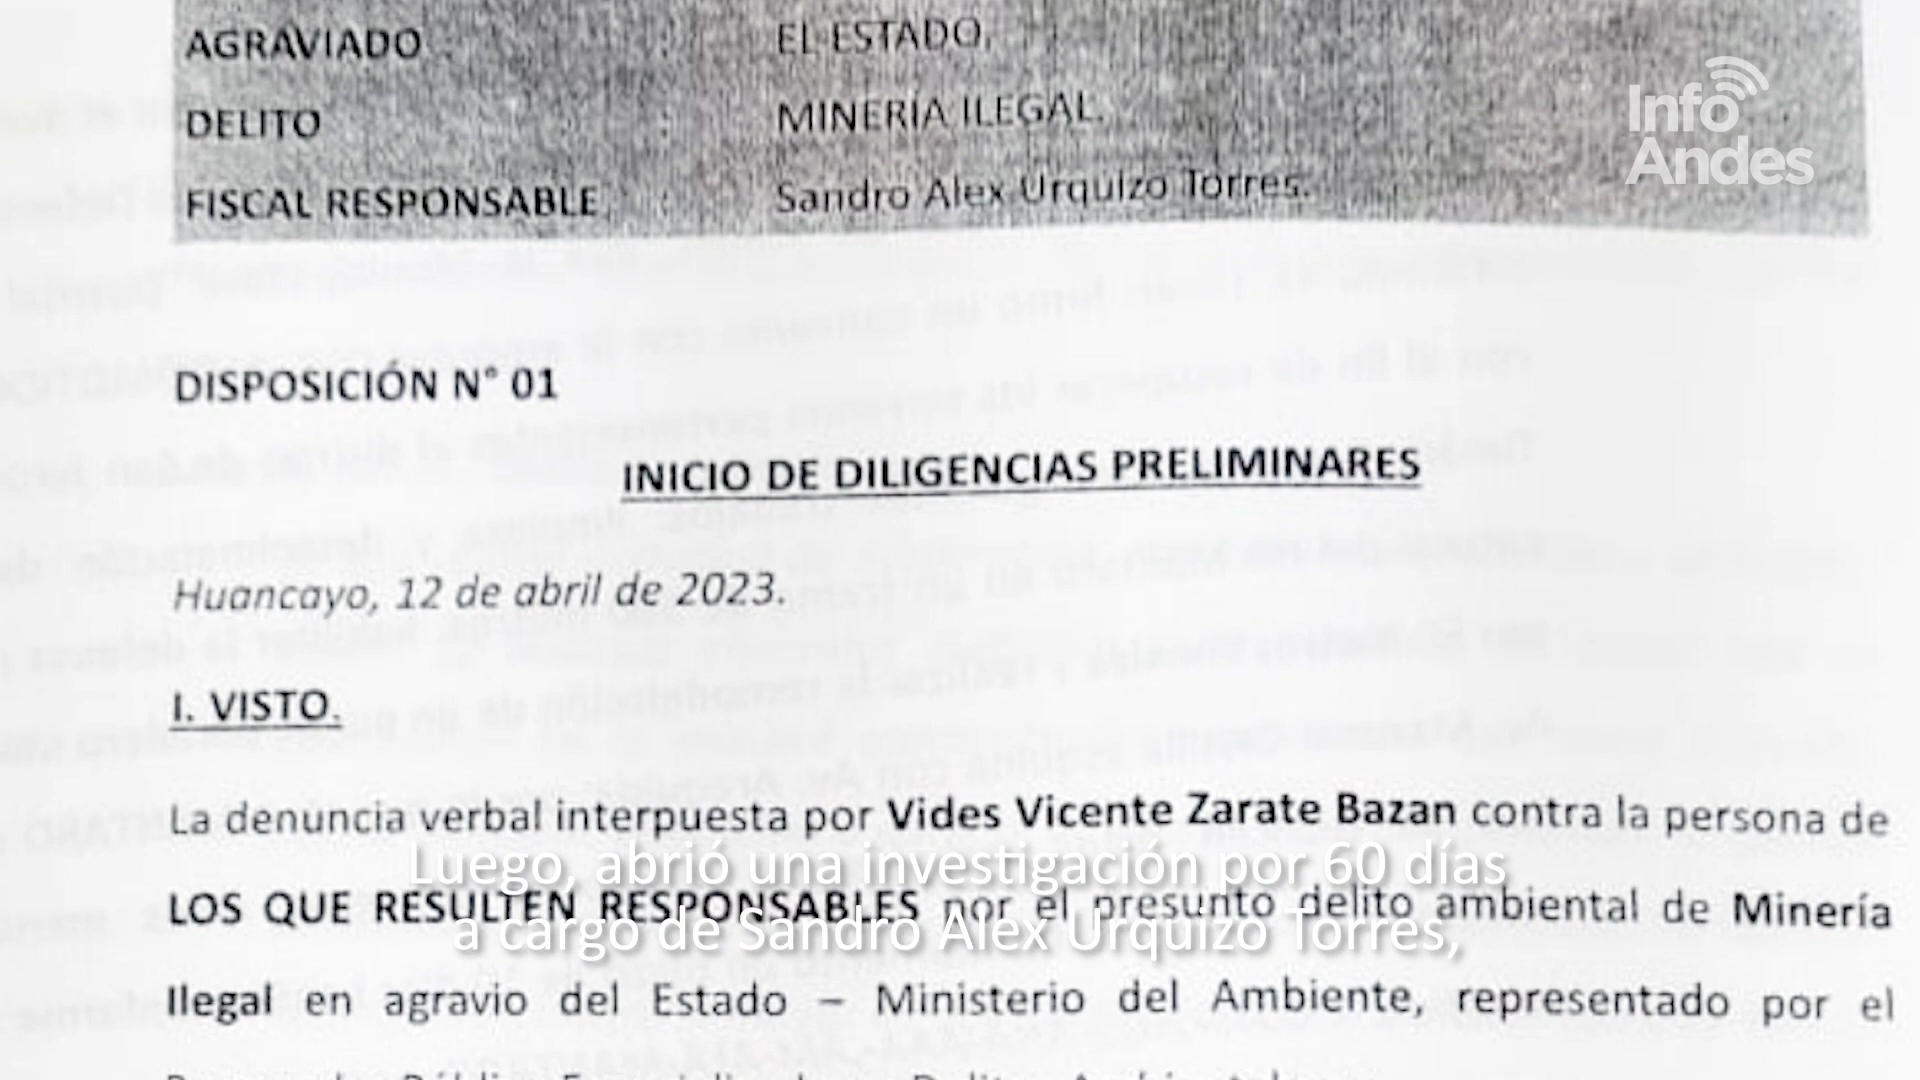 AGRAVIADO : EL ESTADO.
DELITO : MINERÍA ILEGAL.
FISCAL RESPONSABLE : Sandro Alex Urquizo Torres.
Info
Andes
DISPOSICIÓN N° 01
INICIO DE DILIGENCIAS PRELIMINARES
Huancayo, 12 de abril de 2023.
I. VISTO.
La denuncia verbal interpuesta por Vides Vicente Zarate Bazan contra la persona de
Luego, abrió una investigación por 60 días
LOS QUE RESULTEN RESPONSABLES por el presunto delito ambiental de Minería
a cargo de Sandro Alex Urquizo Torres,
Ilegal en agravio del Estado – Ministerio del Ambiente, representado por el